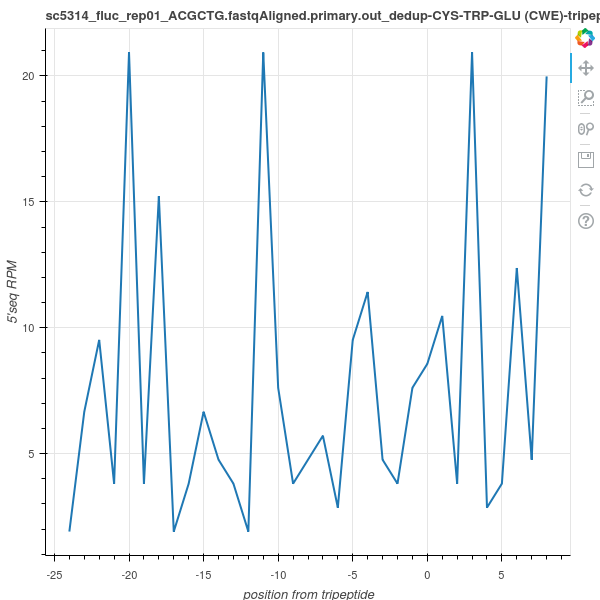 sc5314_fluc_rep01_ACGCTG.fastqAligned.primary.out_dedup-CYS-TRP-GLU (CWE)-tripep
20
15
10
5
5'seq RPM
-25 -20 -15 -10 -5 0 5
position from tripeptide